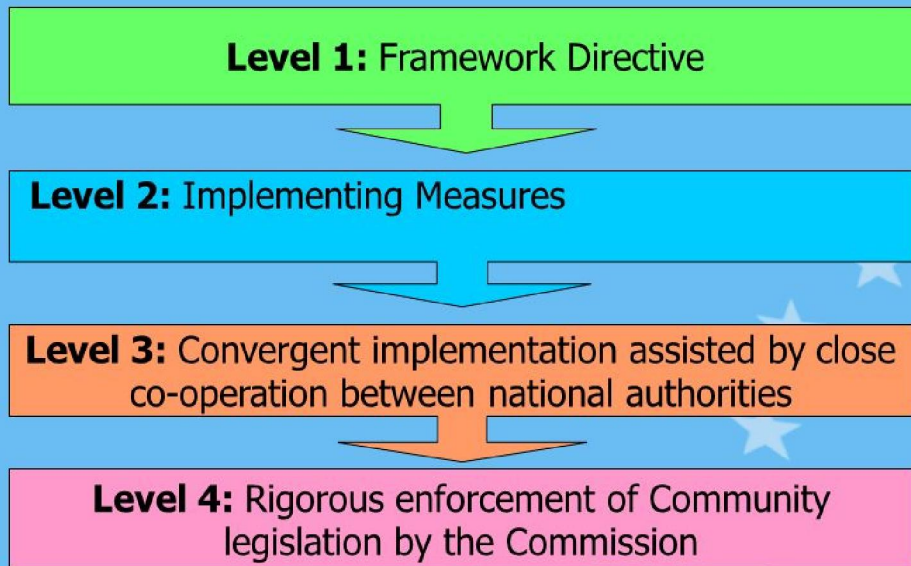 Level 1: Framework Directive
Level 2: Implementing Measures
Level 3: Convergent implementation assisted by close
co-operation between national authorities
Level 4: Rigorous enforcement of Community
legislation by the Commission